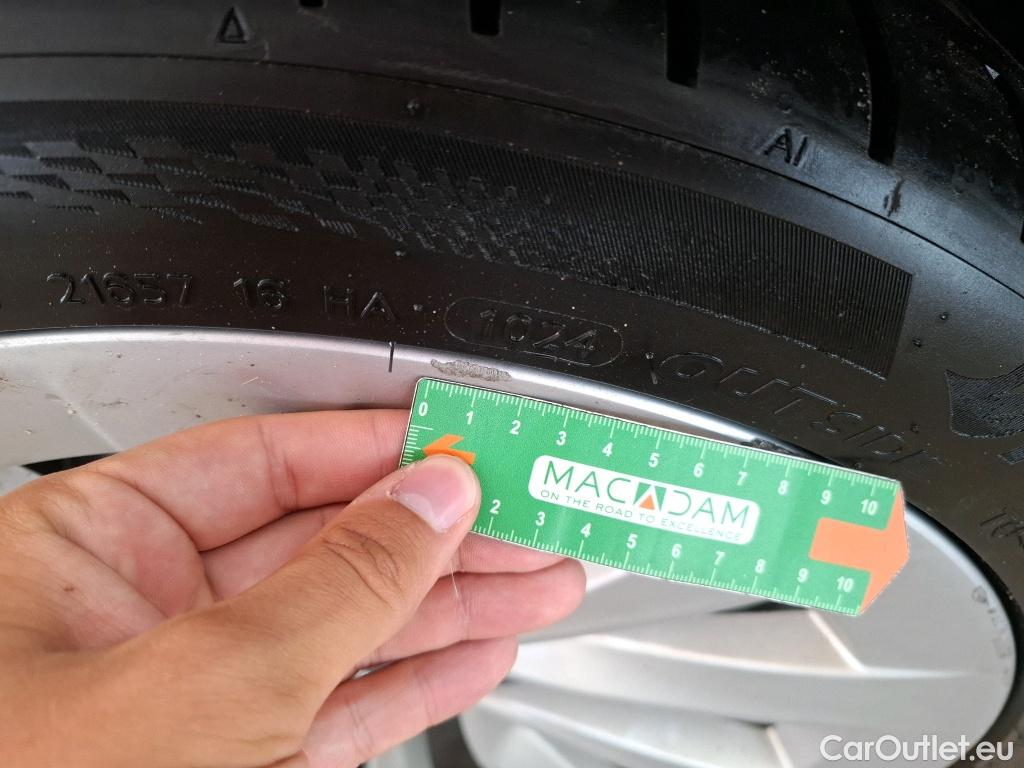 Δ
AI
21657 16 HA · 1024
OUTSIDE
0 1 2 3 4 5 6 7 8 9 10
MACADAM
ON THE ROAD TO EXCELLENCE
2 3 4 5 6 7 8 9 10
CarOutlet.eu